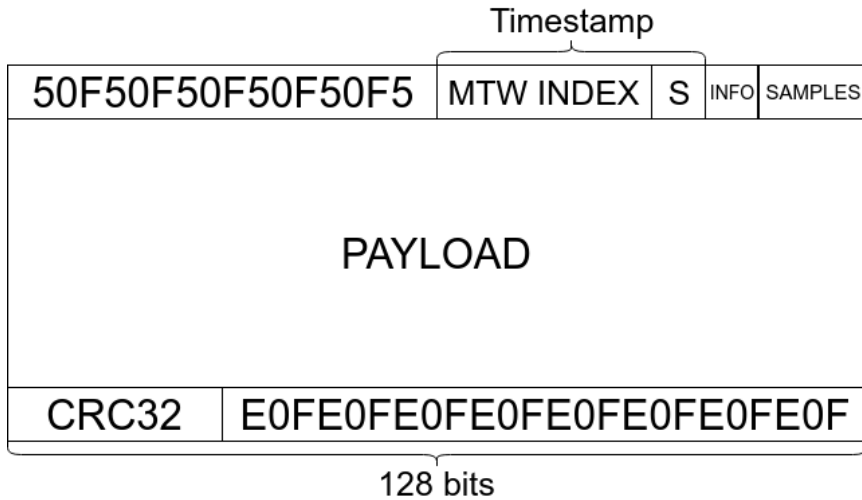 Timestamp
50F50F50F50F50F5 MTW INDEX S INFO SAMPLES
PAYLOAD
CRC32 E0FE0FE0FE0FE0FE0FE0FE0F
128 bits